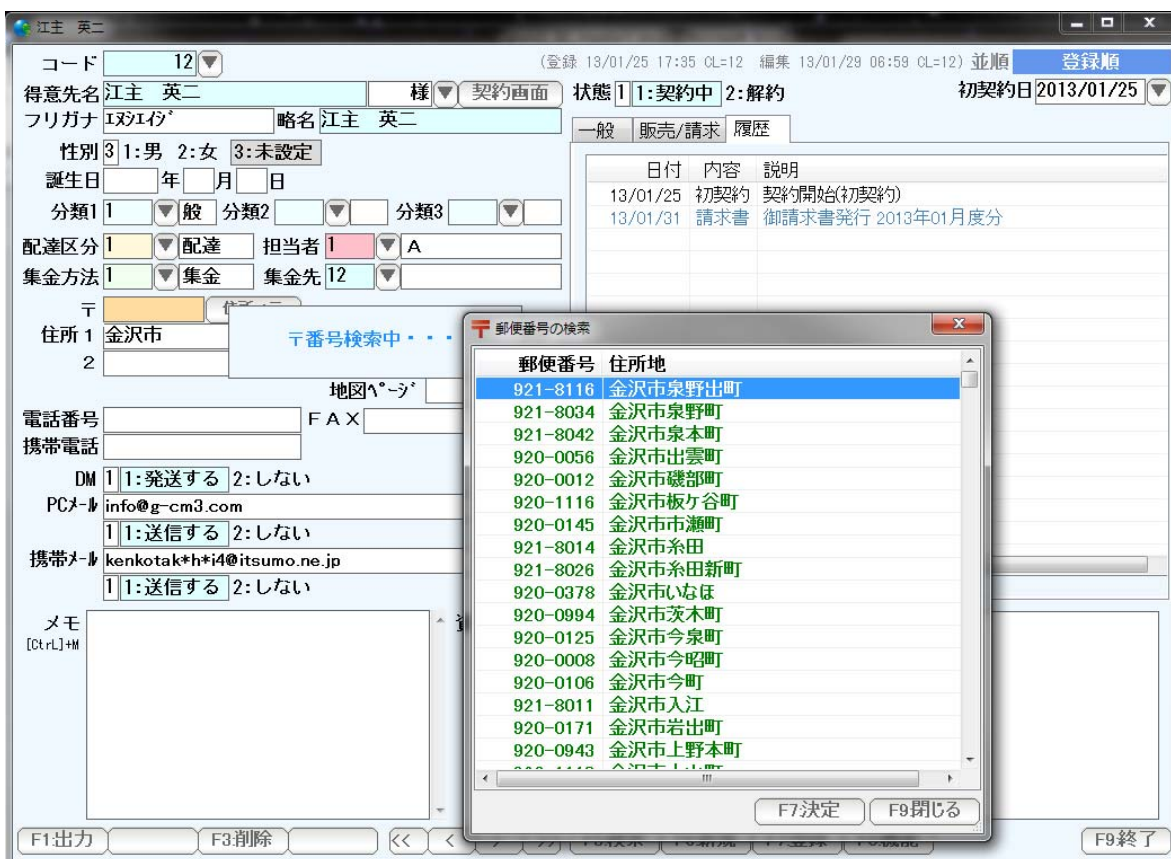 江主 英二
コード 12 (登録 13/01/25 17:35 CL=12 編集 13/01/29 06:59 CL=12) 並順 登録順
得意先名 江主 英二 様 契約画面 状態 1 1:契約中 2:解約 初契約日 2013/01/25
フリガナ ｴﾇｼｴｲｼﾞ 略名 江主 英二
一般 販売/請求 履歴
性別 3 1:男 2:女 3:未設定
誕生日 年 月 日
分類1 1 般 分類2 分類3
配達区分 1 配達 担当者 1 A
集金方法 1 集金 集金先 12
日付 内容 説明
13/01/25 初契約 契約開始(初契約)
13/01/31 請求書 御請求書発行 2013年01月度分
〒
住所1 金沢市
2
〒番号検索中・・・
地図ﾍﾟｰｼﾞ
電話番号 FAX
携帯電話
DM 1 1:発送する 2:しない
PCﾒｰﾙ info@g-cm3.com
1 1:送信する 2:しない
携帯ﾒｰﾙ kenkotak*h*i4@itsumo.ne.jp
1 1:送信する 2:しない
メモ
[CtrL]+M
郵便番号の検索
郵便番号 住所地
921-8116 金沢市泉野出町
921-8034 金沢市泉野町
921-8042 金沢市泉本町
920-0056 金沢市出雲町
920-0012 金沢市磯部町
920-1116 金沢市板ケ谷町
920-0145 金沢市市瀬町
921-8014 金沢市糸田
921-8026 金沢市糸田新町
920-0378 金沢市いなほ
920-0994 金沢市茨木町
920-0125 金沢市今泉町
920-0008 金沢市今昭町
920-0106 金沢市今町
921-8011 金沢市入江
920-0171 金沢市岩出町
920-0943 金沢市上野本町
F7:決定 F9:閉じる
F1:出力 F3:削除 << < F9:終了